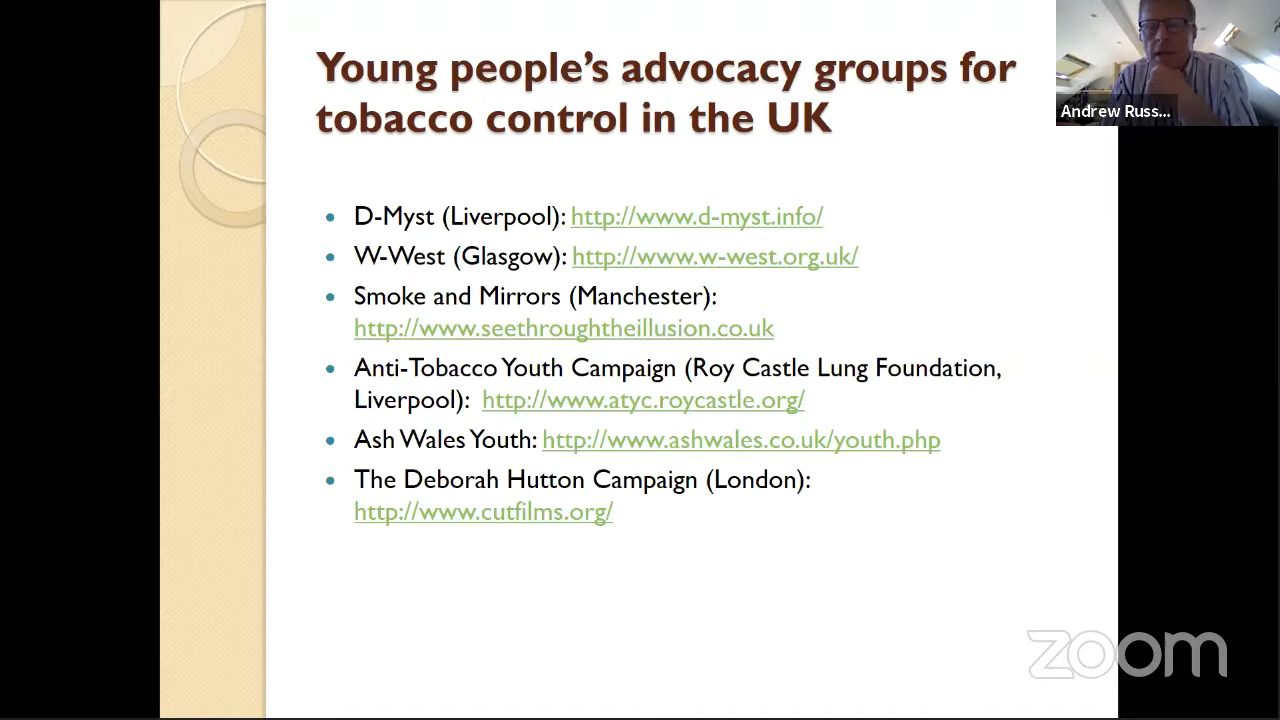 Young people's advocacy groups for
tobacco control in the UK
Andrew Russ...
D-Myst (Liverpool): http://www.d-myst.info/
W-West (Glasgow): http://www.w-west.org.uk/
Smoke and Mirrors (Manchester):
http://www.seethroughtheillusion.co.uk
Anti-Tobacco Youth Campaign (Roy Castle Lung Foundation,
Liverpool): http://www.atyc.roycastle.org/
Ash Wales Youth: http://www.ashwales.co.uk/youth.php
The Deborah Hutton Campaign (London):
http://www.cutfilms.org/
zoom